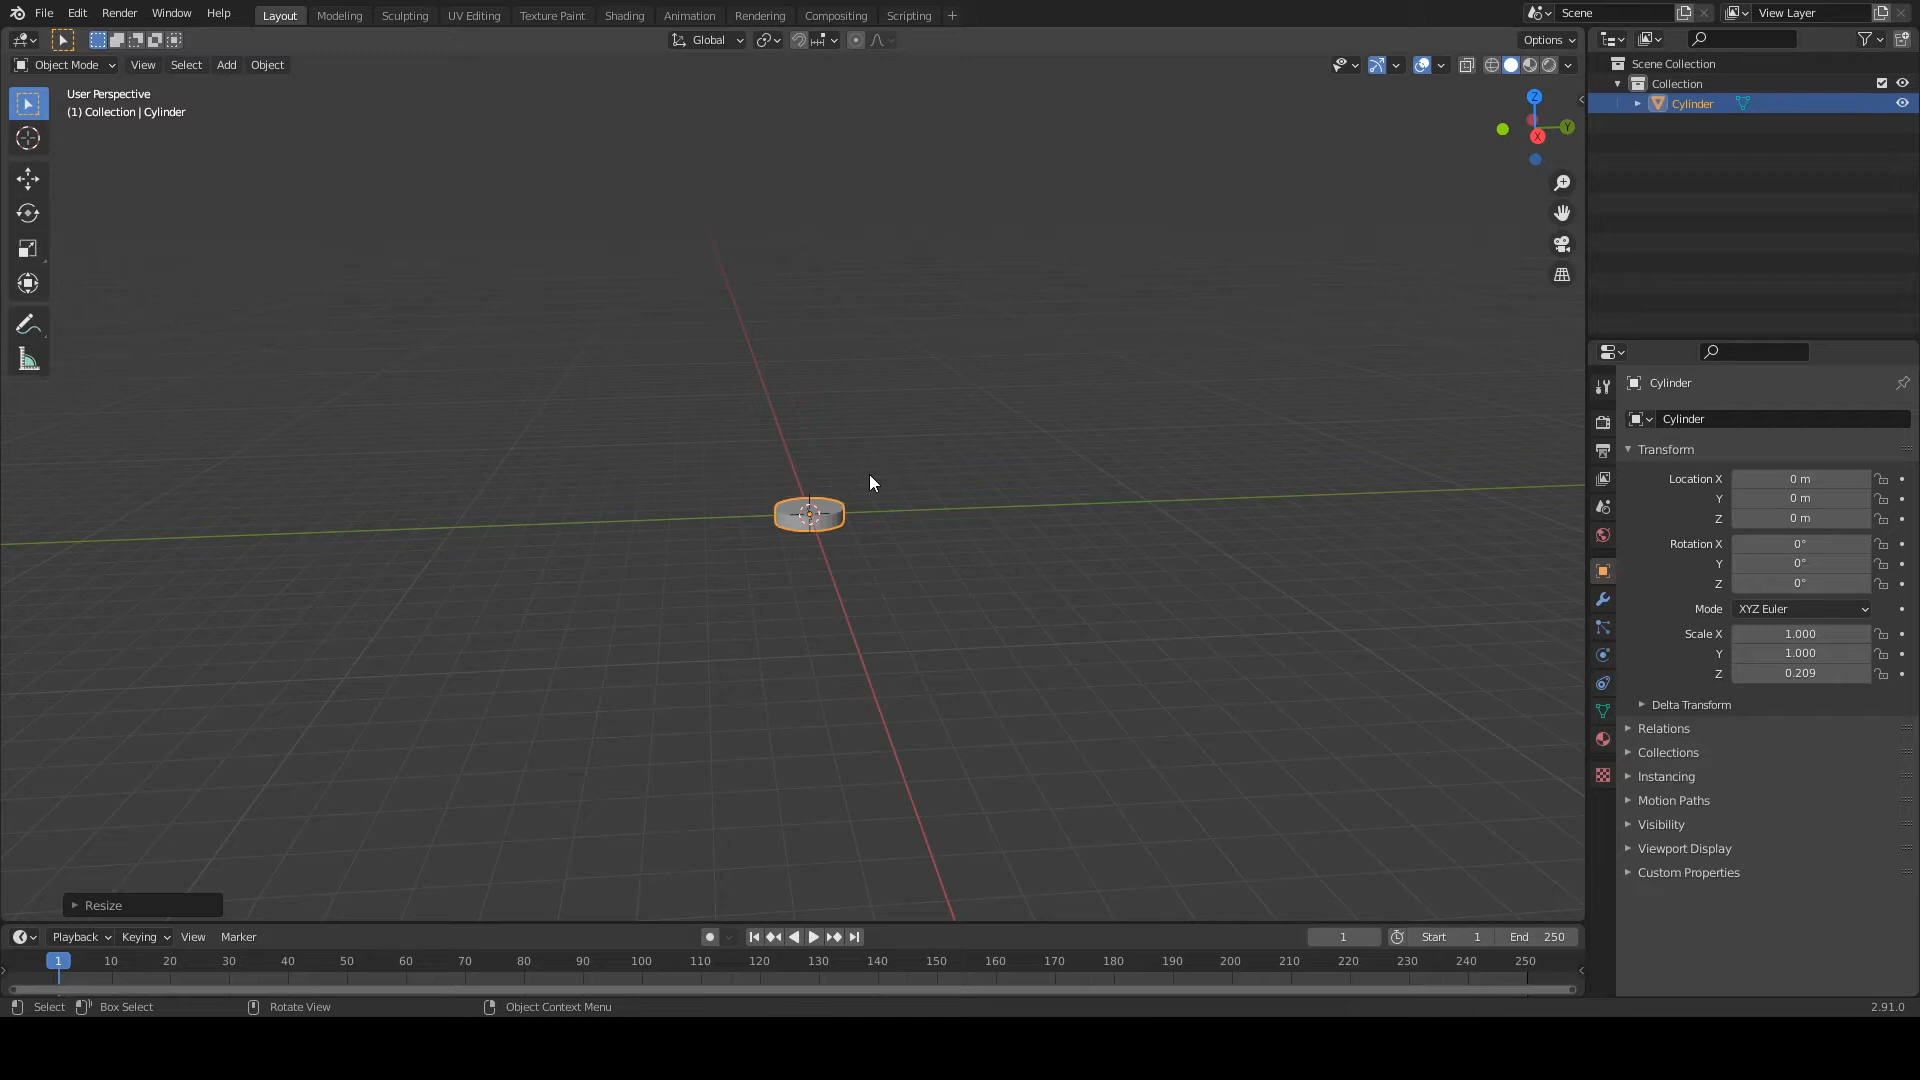 File Edit Render Window Help Layout Modeling Sculpting UV Editing Texture Paint Shading Animation Rendering Compositing Scripting + Scene View Layer
Global Options
Object Mode View Select Add Object
User Perspective
(1) Collection | Cylinder
Z
Y
X
Scene Collection
Collection
Cylinder
Cylinder
Cylinder
Transform
Location X 0 m
Y 0 m
Z 0 m
Rotation X 0°
Y 0°
Z 0°
Mode XYZ Euler
Scale X 1.000
Y 1.000
Z 0.209
Delta Transform
Relations
Collections
Instancing
Motion Paths
Visibility
Viewport Display
Custom Properties
Resize
Playback Keying View Marker 1 Start 1 End 250
1 10 20 30 40 50 60 70 80 90 100 110 120 130 140 150 160 170 180 190 200 210 220 230 240 250
Select Box Select Rotate View Object Context Menu 2.91.0